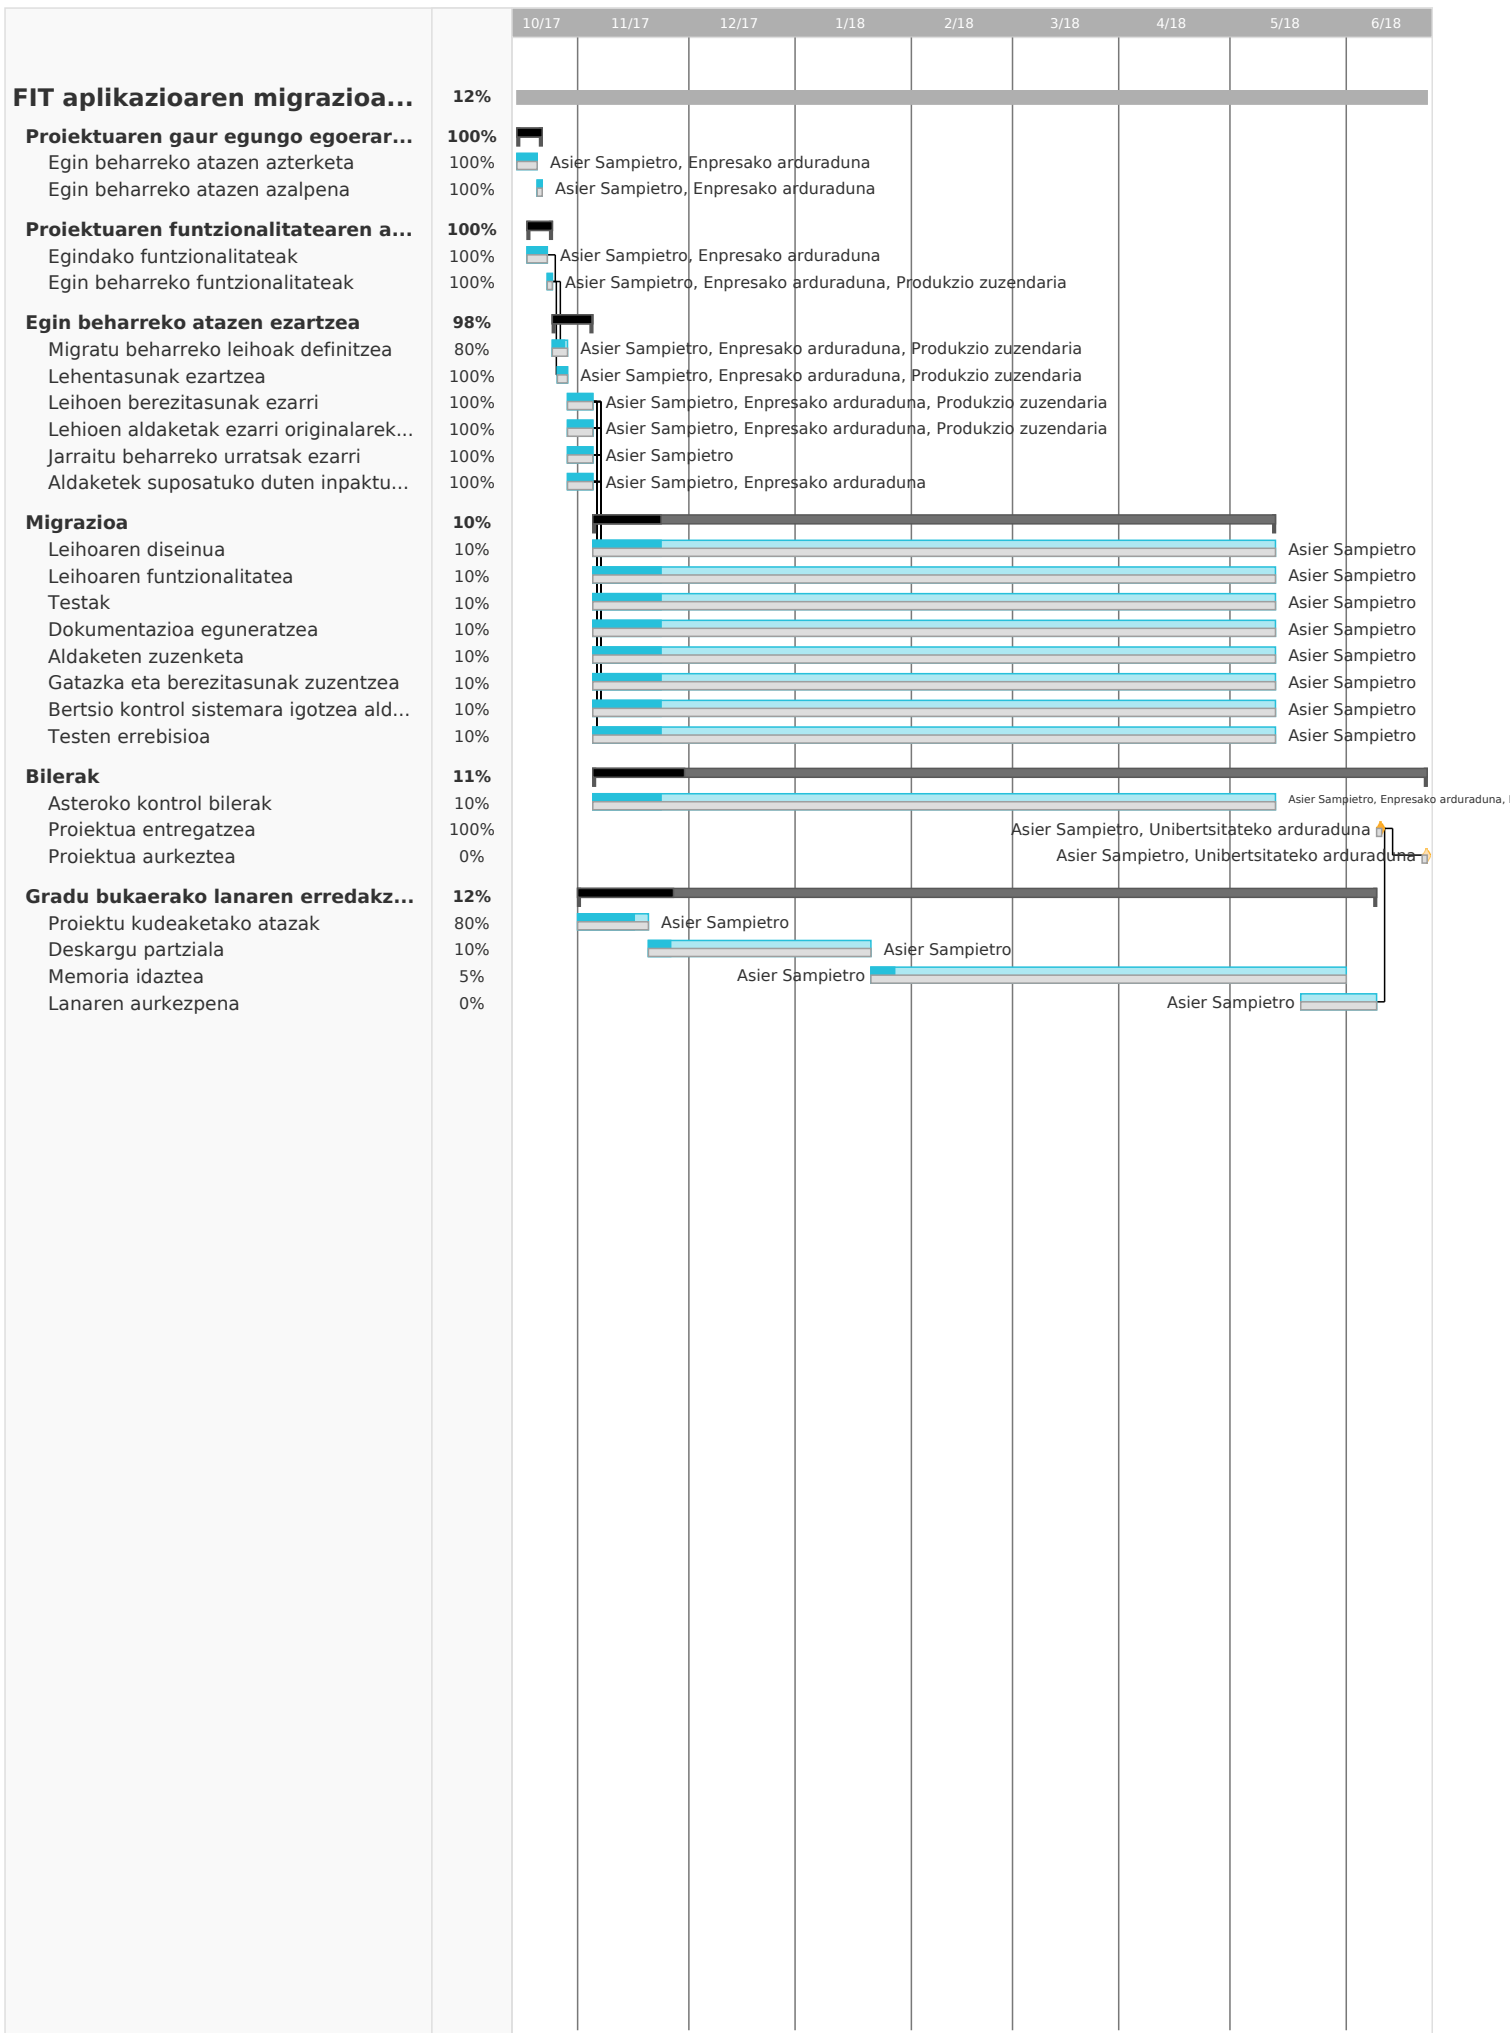 10/17 11/17 12/17 1/18 2/18 3/18 4/18 5/18 6/18
FIT aplikazioaren migrazioa... 12%
Proiektuaren gaur egungo egoerar... 100%
Egin beharreko atazen azterketa 100% Asier Sampietro, Enpresako arduraduna
Egin beharreko atazen azalpena 100% Asier Sampietro, Enpresako arduraduna
Proiektuaren funtzionalitatearen a... 100%
Egindako funtzionalitateak 100% Asier Sampietro, Enpresako arduraduna
Egin beharreko funtzionalitateak 100% Asier Sampietro, Enpresako arduraduna, Produkzio zuzendaria
Egin beharreko atazen ezartzea 98%
Migratu beharreko leihoak definitzea 80% Asier Sampietro, Enpresako arduraduna, Produkzio zuzendaria
Lehentasunak ezartzea 100% Asier Sampietro, Enpresako arduraduna, Produkzio zuzendaria
Leihoen berezitasunak ezarri 100% Asier Sampietro, Enpresako arduraduna, Produkzio zuzendaria
Lehioen aldaketak ezarri originalarek... 100% Asier Sampietro, Enpresako arduraduna, Produkzio zuzendaria
Jarraitu beharreko urratsak ezarri 100% Asier Sampietro
Aldaketek suposatuko duten inpaktu... 100% Asier Sampietro, Enpresako arduraduna
Migrazioa 10%
Leihoaren diseinua 10% Asier Sampietro
Leihoaren funtzionalitatea 10% Asier Sampietro
Testak 10% Asier Sampietro
Dokumentazioa eguneratzea 10% Asier Sampietro
Aldaketen zuzenketa 10% Asier Sampietro
Gatazka eta berezitasunak zuzentzea 10% Asier Sampietro
Bertsio kontrol sistemara igotzea ald... 10% Asier Sampietro
Testen errebisioa 10% Asier Sampietro
Bilerak 11%
Asteroko kontrol bilerak 10% Asier Sampietro, Enpresako arduraduna,
Proiektua entregatzea 100% Asier Sampietro, Unibertsitateko arduraduna
Proiektua aurkeztea 0% Asier Sampietro, Unibertsitateko arduraduna
Gradu bukaerako lanaren erredakz... 12%
Proiektu kudeaketako atazak 80% Asier Sampietro
Deskargu partziala 10% Asier Sampietro
Memoria idaztea 5% Asier Sampietro
Lanaren aurkezpena 0% Asier Sampietro